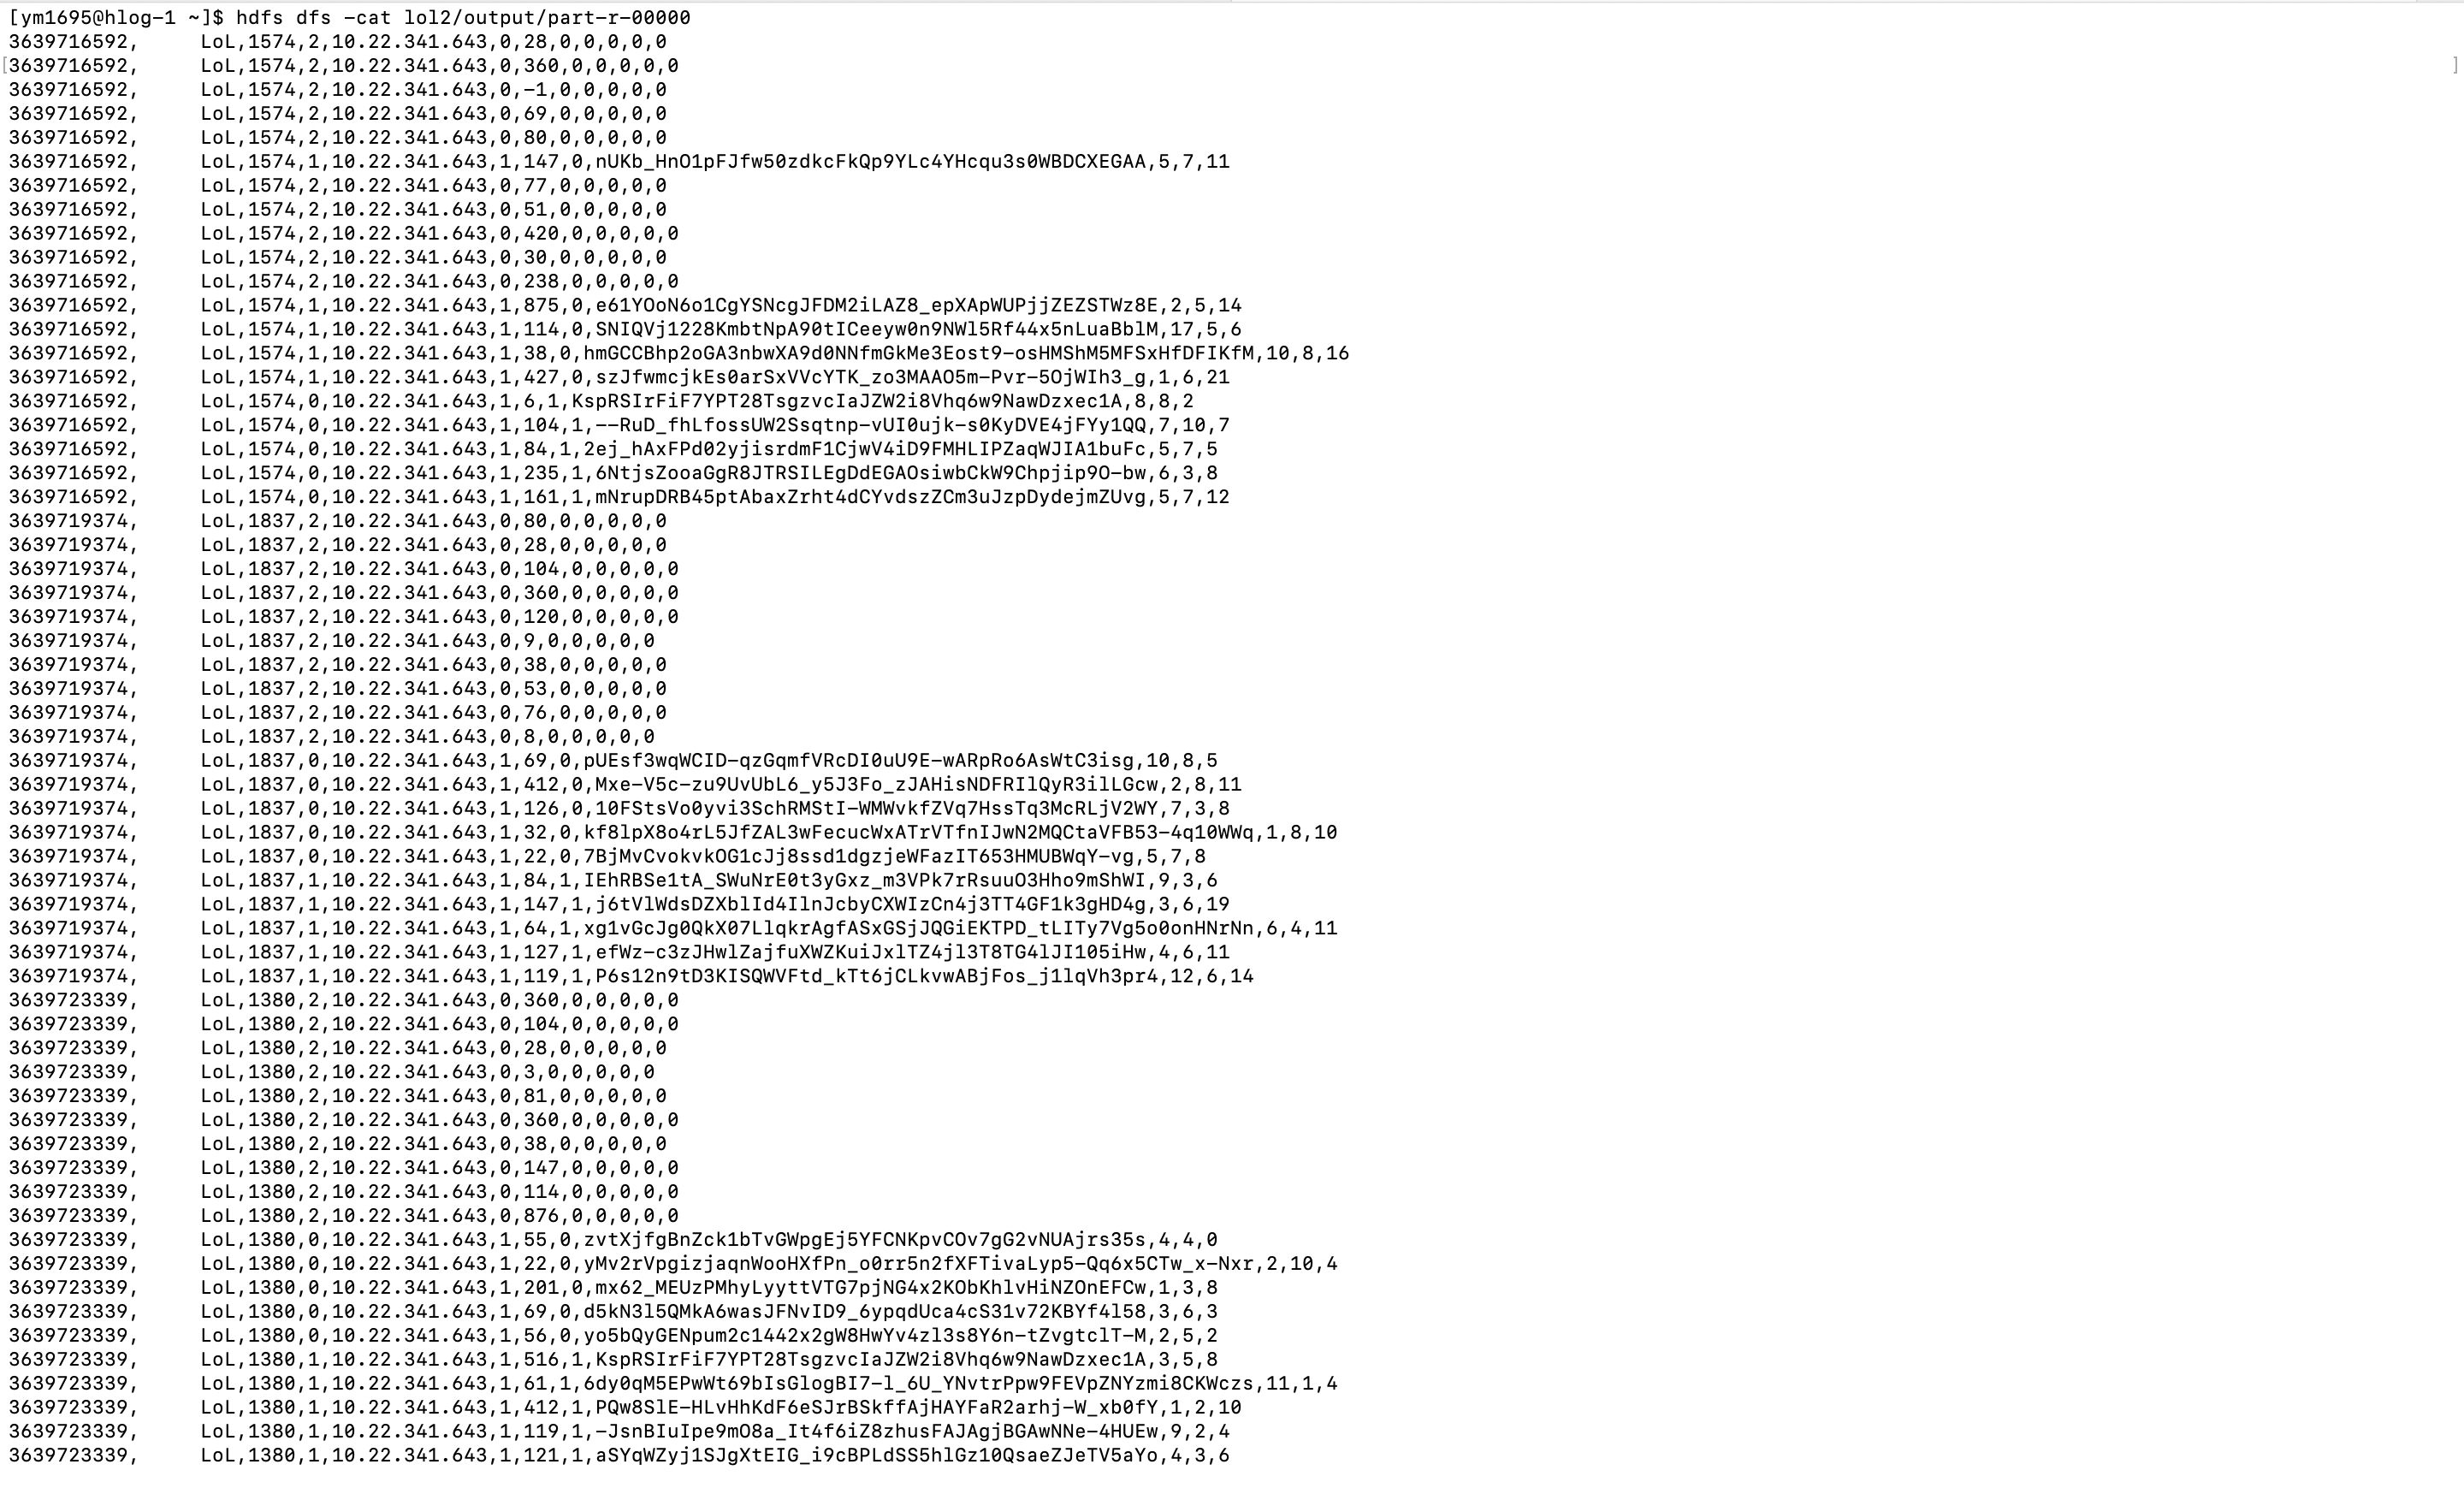 [ym1695@hlog-1 ~]$ hdfs dfs -cat lol2/output/part-r-00000
3639716592,     LoL,1574,2,10.22.341.643,0,28,0,0,0,0,0
[3639716592,     LoL,1574,2,10.22.341.643,0,360,0,0,0,0,0 ]
3639716592,     LoL,1574,2,10.22.341.643,0,-1,0,0,0,0,0
3639716592,     LoL,1574,2,10.22.341.643,0,69,0,0,0,0,0
3639716592,     LoL,1574,2,10.22.341.643,0,80,0,0,0,0,0
3639716592,     LoL,1574,1,10.22.341.643,1,147,0,nUKb_HnO1pFJfw50zdkcFkQp9YLc4YHcqu3s0WBDCXEGAA,5,7,11
3639716592,     LoL,1574,2,10.22.341.643,0,77,0,0,0,0,0
3639716592,     LoL,1574,2,10.22.341.643,0,51,0,0,0,0,0
3639716592,     LoL,1574,2,10.22.341.643,0,420,0,0,0,0,0
3639716592,     LoL,1574,2,10.22.341.643,0,30,0,0,0,0,0
3639716592,     LoL,1574,2,10.22.341.643,0,238,0,0,0,0,0
3639716592,     LoL,1574,1,10.22.341.643,1,875,0,e61YOoN6o1CgYSNcgJFDM2iLAZ8_epXApWUPjjZEZSTWz8E,2,5,14
3639716592,     LoL,1574,1,10.22.341.643,1,114,0,SNIQVj1228KmbtNpA90tICeeyw0n9NWl5Rf44x5nLuaBblM,17,5,6
3639716592,     LoL,1574,1,10.22.341.643,1,38,0,hmGCCBhp2oGA3nbwXA9d0NNfmGkMe3Eost9-osHMShM5MFSxHfDFIKfM,10,8,16
3639716592,     LoL,1574,1,10.22.341.643,1,427,0,szJfwmcjkEs0arSxVVcYTK_zo3MAAO5m-Pvr-5OjWIh3_g,1,6,21
3639716592,     LoL,1574,0,10.22.341.643,1,6,1,KspRSIrFiF7YPT28TsgzvcIaJZW2i8Vhq6w9NawDzxec1A,8,8,2
3639716592,     LoL,1574,0,10.22.341.643,1,104,1,--RuD_fhLfossUW2Ssqtnp-vUI0ujk-s0KyDVE4jFYy1QQ,7,10,7
3639716592,     LoL,1574,0,10.22.341.643,1,84,1,2ej_hAxFPd02yjisrdmF1CjwV4iD9FMHLIPZaqWJIA1buFc,5,7,5
3639716592,     LoL,1574,0,10.22.341.643,1,235,1,6NtjsZooaGgR8JTRSILEgDdEGAOsiwbCkW9Chpjip9O-bw,6,3,8
3639716592,     LoL,1574,0,10.22.341.643,1,161,1,mNrupDRB45ptAbaxZrht4dCYvdszZCm3uJzpDydejmZUvg,5,7,12
3639719374,     LoL,1837,2,10.22.341.643,0,80,0,0,0,0,0
3639719374,     LoL,1837,2,10.22.341.643,0,28,0,0,0,0,0
3639719374,     LoL,1837,2,10.22.341.643,0,104,0,0,0,0,0
3639719374,     LoL,1837,2,10.22.341.643,0,360,0,0,0,0,0
3639719374,     LoL,1837,2,10.22.341.643,0,120,0,0,0,0,0
3639719374,     LoL,1837,2,10.22.341.643,0,9,0,0,0,0,0
3639719374,     LoL,1837,2,10.22.341.643,0,38,0,0,0,0,0
3639719374,     LoL,1837,2,10.22.341.643,0,53,0,0,0,0,0
3639719374,     LoL,1837,2,10.22.341.643,0,76,0,0,0,0,0
3639719374,     LoL,1837,2,10.22.341.643,0,8,0,0,0,0,0
3639719374,     LoL,1837,0,10.22.341.643,1,69,0,pUEsf3wqWCID-qzGqmfVRcDI0uU9E-wARpRo6AsWtC3isg,10,8,5
3639719374,     LoL,1837,0,10.22.341.643,1,412,0,Mxe-V5c-zu9UvUbL6_y5J3Fo_zJAHisNDFRIlQyR3ilLGcw,2,8,11
3639719374,     LoL,1837,0,10.22.341.643,1,126,0,10FStsVo0yvi3SchRMStI-WMWvkfZVq7HssTq3McRLjV2WY,7,3,8
3639719374,     LoL,1837,0,10.22.341.643,1,32,0,kf8lpX8o4rL5JfZAL3wFecucWxATrVTfnIJwN2MQCtaVFB53-4q10WWq,1,8,10
3639719374,     LoL,1837,0,10.22.341.643,1,22,0,7BjMvCvokvkOG1cJj8ssd1dgzjeWFazIT653HMUBWqY-vg,5,7,8
3639719374,     LoL,1837,1,10.22.341.643,1,84,1,IEhRBSe1tA_SWuNrE0t3yGxz_m3VPk7rRsuuO3Hho9mShWI,9,3,6
3639719374,     LoL,1837,1,10.22.341.643,1,147,1,j6tVlWdsDZXblId4IlnJcbyCXWIzCn4j3TT4GF1k3gHD4g,3,6,19
3639719374,     LoL,1837,1,10.22.341.643,1,64,1,xg1vGcJg0QkX07LlqkrAgfASxGSjJQGiEKTPD_tLITy7Vg5o0onHNrNn,6,4,11
3639719374,     LoL,1837,1,10.22.341.643,1,127,1,efWz-c3zJHwlZajfuXWZKuiJxlTZ4jl3T8TG4lJI105iHw,4,6,11
3639719374,     LoL,1837,1,10.22.341.643,1,119,1,P6s12n9tD3KISQWVFtd_kTt6jCLkvwABjFos_j1lqVh3pr4,12,6,14
3639723339,     LoL,1380,2,10.22.341.643,0,360,0,0,0,0,0
3639723339,     LoL,1380,2,10.22.341.643,0,104,0,0,0,0,0
3639723339,     LoL,1380,2,10.22.341.643,0,28,0,0,0,0,0
3639723339,     LoL,1380,2,10.22.341.643,0,3,0,0,0,0,0
3639723339,     LoL,1380,2,10.22.341.643,0,81,0,0,0,0,0
3639723339,     LoL,1380,2,10.22.341.643,0,360,0,0,0,0,0
3639723339,     LoL,1380,2,10.22.341.643,0,38,0,0,0,0,0
3639723339,     LoL,1380,2,10.22.341.643,0,147,0,0,0,0,0
3639723339,     LoL,1380,2,10.22.341.643,0,114,0,0,0,0,0
3639723339,     LoL,1380,2,10.22.341.643,0,876,0,0,0,0,0
3639723339,     LoL,1380,0,10.22.341.643,1,55,0,zvtXjfgBnZck1bTvGWpgEj5YFCNKpvCOv7gG2vNUAjrs35s,4,4,0
3639723339,     LoL,1380,0,10.22.341.643,1,22,0,yMv2rVpgizjaqnWooHXfPn_o0rr5n2fXFTivaLyp5-Qq6x5CTw_x-Nxr,2,10,4
3639723339,     LoL,1380,0,10.22.341.643,1,201,0,mx62_MEUzPMhyLyyttVTG7pjNG4x2KObKhlvHiNZOnEFCw,1,3,8
3639723339,     LoL,1380,0,10.22.341.643,1,69,0,d5kN3l5QMkA6wasJFNvID9_6ypqdUca4cS31v72KBYf4l58,3,6,3
3639723339,     LoL,1380,0,10.22.341.643,1,56,0,yo5bQyGENpum2c1442x2gW8HwYv4zl3s8Y6n-tZvgtclT-M,2,5,2
3639723339,     LoL,1380,1,10.22.341.643,1,516,1,KspRSIrFiF7YPT28TsgzvcIaJZW2i8Vhq6w9NawDzxec1A,3,5,8
3639723339,     LoL,1380,1,10.22.341.643,1,61,1,6dy0qM5EPwWt69bIsGlogBI7-l_6U_YNvtrPpw9FEVpZNYzmi8CKWczs,11,1,4
3639723339,     LoL,1380,1,10.22.341.643,1,412,1,PQw8SlE-HLvHhKdF6eSJrBSkffAjHAYFaR2arhj-W_xb0fY,1,2,10
3639723339,     LoL,1380,1,10.22.341.643,1,119,1,-JsnBIuIpe9mO8a_It4f6iZ8zhusFAJAgjBGAwNNe-4HUEw,9,2,4
3639723339,     LoL,1380,1,10.22.341.643,1,121,1,aSYqWZyj1SJgXtEIG_i9cBPLdSS5hlGz10QsaeZJeTV5aYo,4,3,6